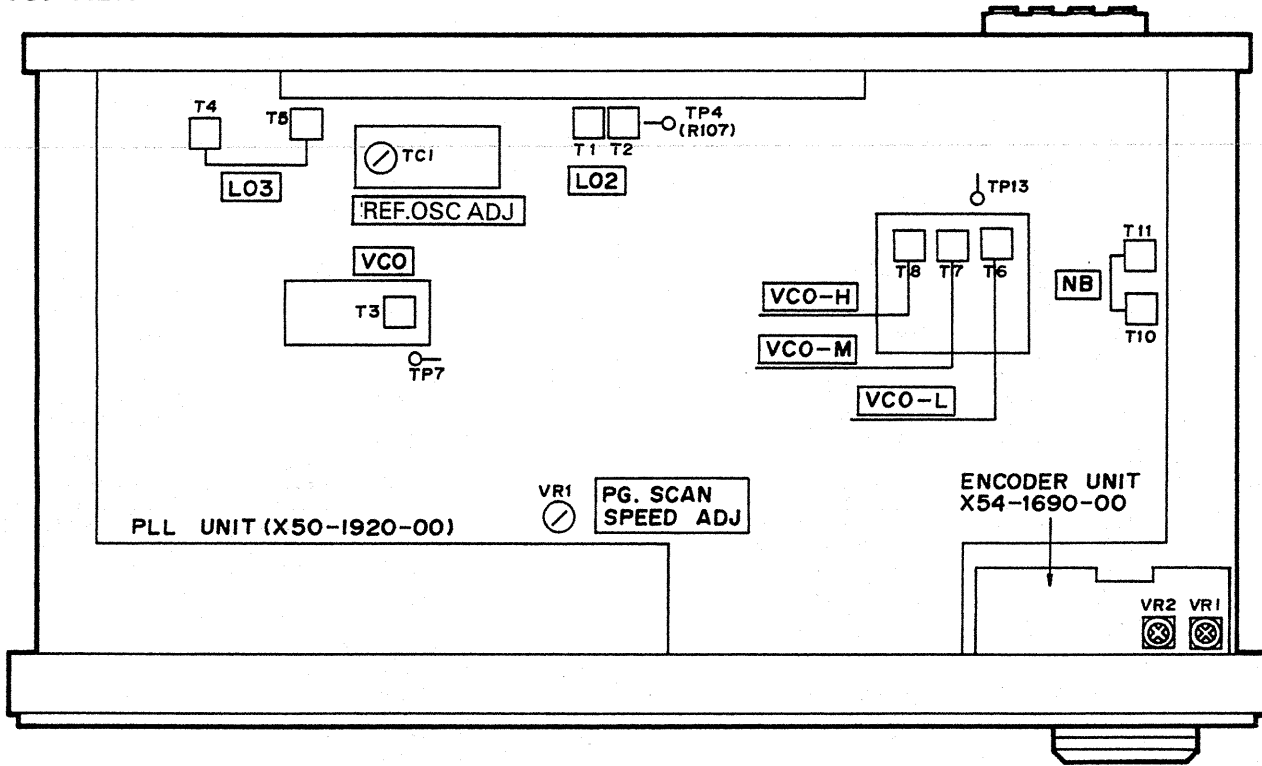 T4
T5
TC1
T1 T2
TP4
(R107)
LO3
LO2
REF.OSC ADJ
TP13
VCO
T3
TP7
T8 T7 T6
T11
NB
T10
VCO-H
VCO-M
VCO-L
VR1
PG. SCAN
SPEED ADJ
ENCODER UNIT
X54-1690-00
PLL UNIT (X50-1920-00)
VR2 VR1